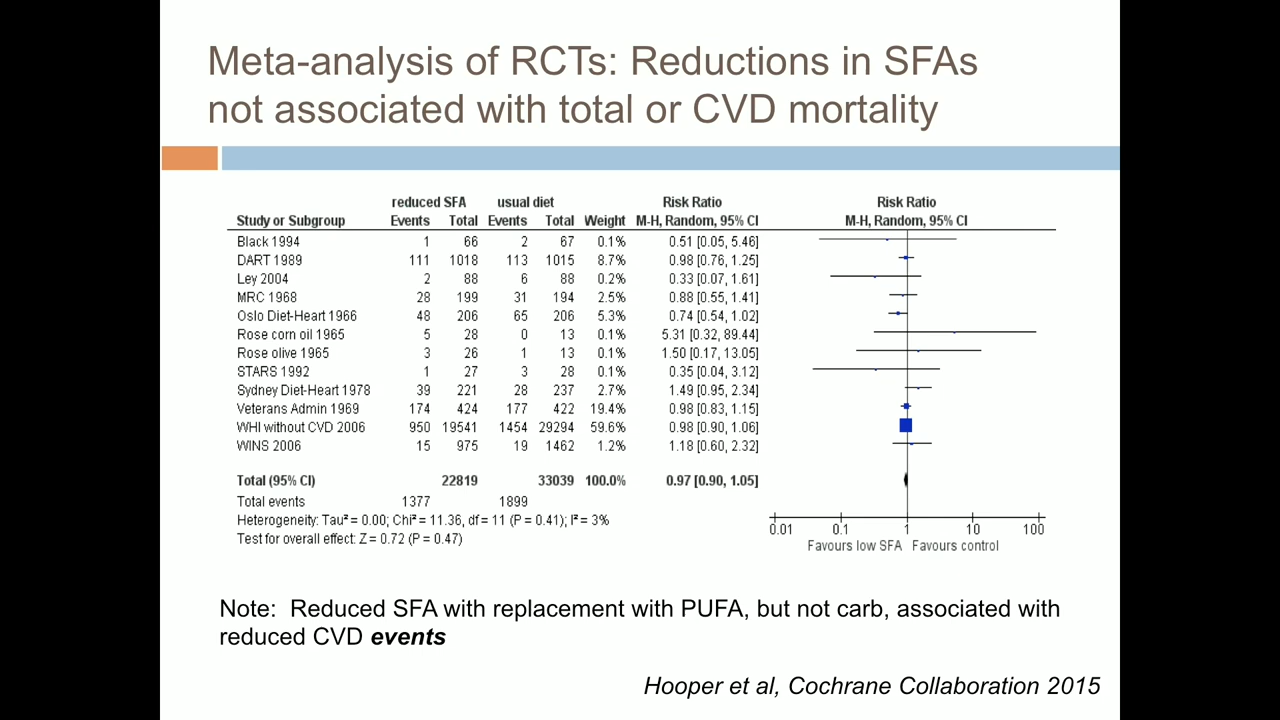 Meta-analysis of RCTs: Reductions in SFAs
not associated with total or CVD mortality
reduced SFA usual diet Risk Ratio Risk Ratio
Study or Subgroup Events Total Events Total Weight M-H, Random, 95% CI M-H, Random, 95% CI
Black 1994 1 66 2 67 0.1% 0.51 [0.05, 5.46]
DART 1989 111 1018 113 1015 8.7% 0.98 [0.76, 1.25]
Ley 2004 2 88 6 88 0.2% 0.33 [0.07, 1.61]
MRC 1968 28 199 31 194 2.5% 0.88 [0.55, 1.41]
Oslo Diet-Heart 1966 48 206 65 206 5.3% 0.74 [0.54, 1.02]
Rose corn oil 1965 5 28 0 13 0.1% 5.31 [0.32, 89.44]
Rose olive 1965 3 26 1 13 0.1% 1.50 [0.17, 13.05]
STARS 1992 1 27 3 28 0.1% 0.35 [0.04, 3.12]
Sydney Diet-Heart 1978 39 221 28 237 2.7% 1.49 [0.95, 2.34]
Veterans Admin 1969 174 424 177 422 19.4% 0.98 [0.83, 1.15]
WHI without CVD 2006 950 19541 1454 29294 59.6% 0.98 [0.90, 1.06]
WINS 2006 15 975 19 1462 1.2% 1.18 [0.60, 2.32]
Total (95% CI) 22819 33039 100.0% 0.97 [0.90, 1.05]
Total events 1377 1899
Heterogeneity: Tau² = 0.00; Chi² = 11.36, df = 11 (P = 0.41); I² = 3%
Test for overall effect: Z = 0.72 (P = 0.47)
0.01 0.1 1 10 100
Favours low SFA Favours control
Note: Reduced SFA with replacement with PUFA, but not carb, associated with
reduced CVD events
Hooper et al, Cochrane Collaboration 2015